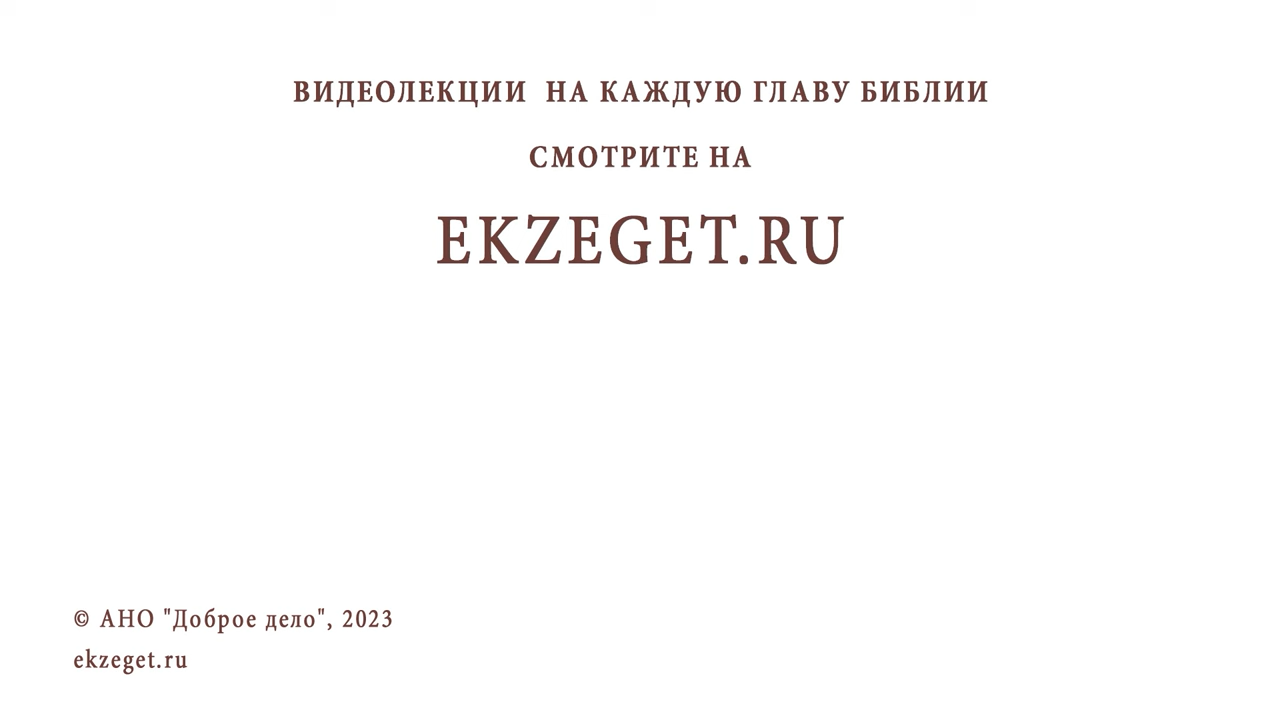 ВИДЕОЛЕКЦИИ  НА КАЖДУЮ ГЛАВУ БИБЛИИ
СМОТРИТЕ НА
EKZEGET.RU
© АНО "Доброе дело", 2023
ekzeget.ru